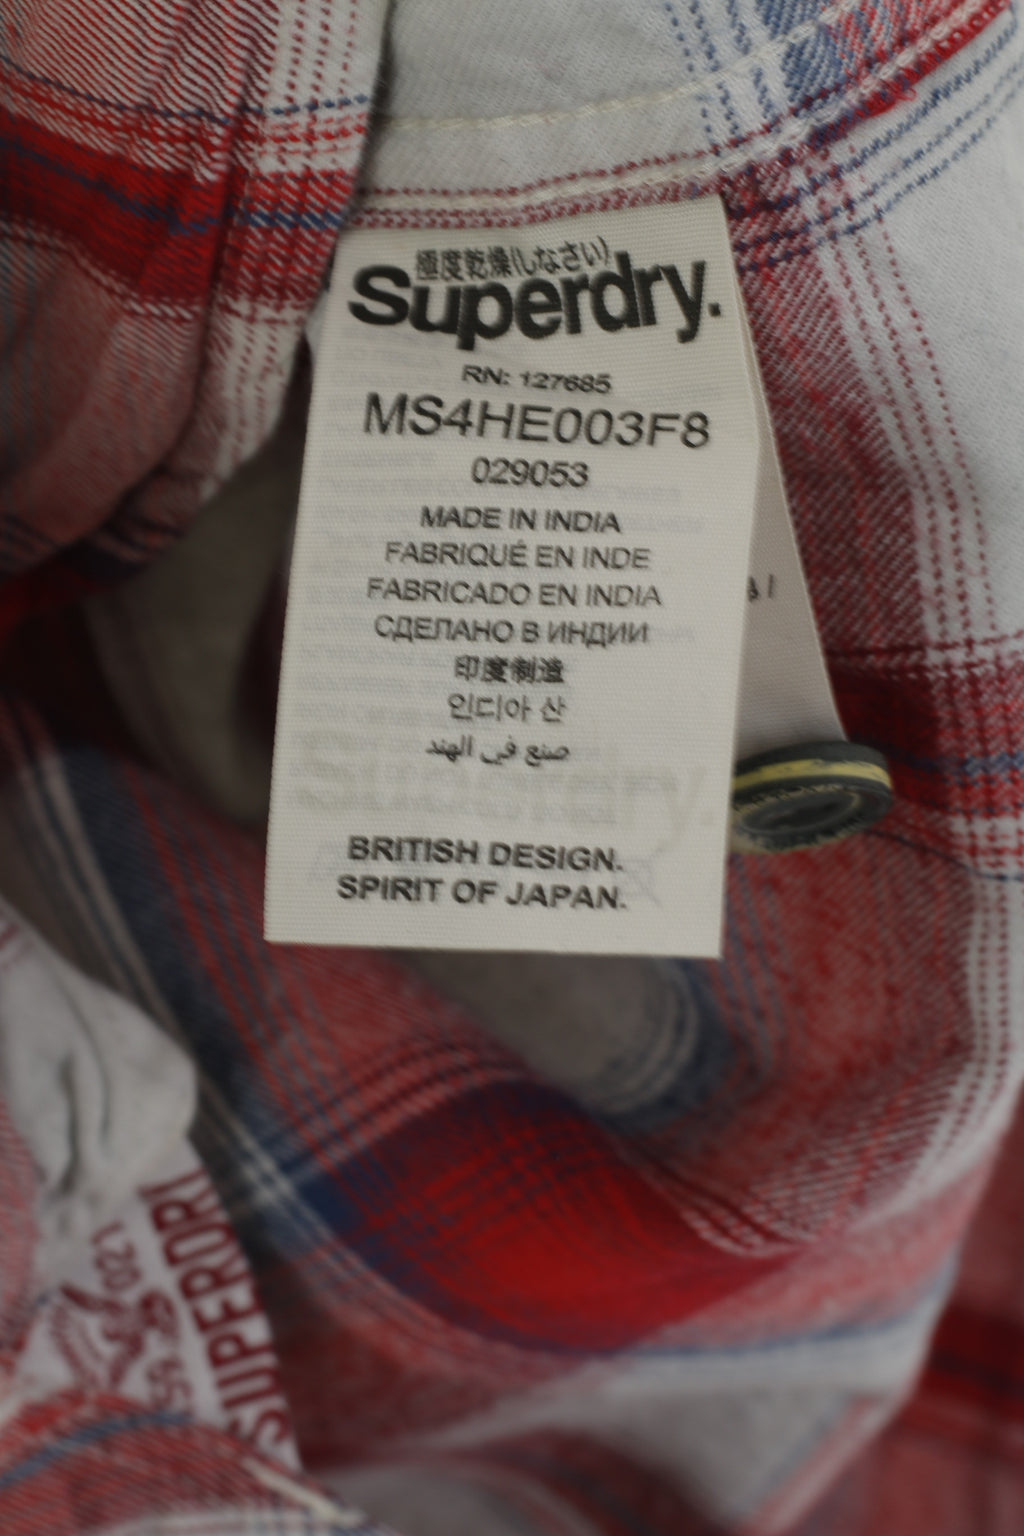 極度乾燥(しなさい)
Superdry.
RN: 127685
MS4HE003F8
029053
MADE IN INDIA
FABRIQUÉ EN INDE
FABRICADO EN INDIA
СДЕЛАНО В ИНДИИ
印度制造
인디아 산
صنع في الهند
BRITISH DESIGN.
SPIRIT OF JAPAN.
SUPERDRY
021